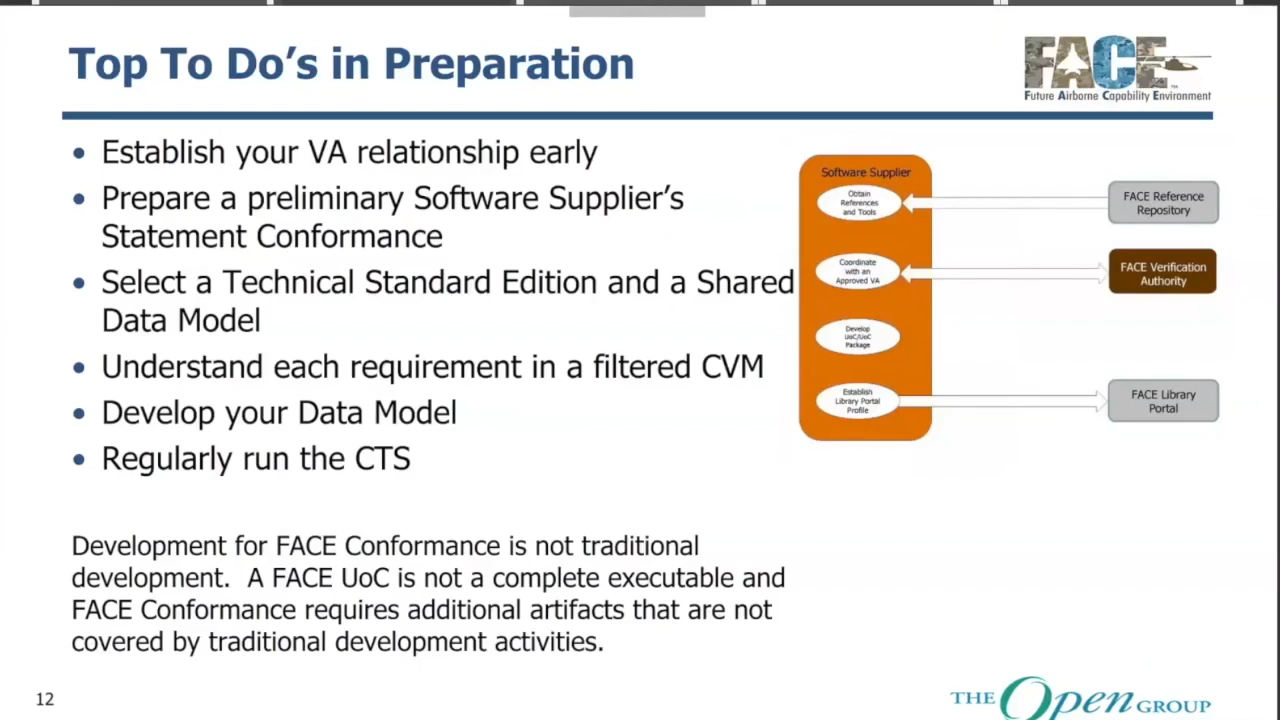 Top To Do's in Preparation
FACE
Future Airborne Capability Environment
• Establish your VA relationship early
• Prepare a preliminary Software Supplier's
Statement Conformance
• Select a Technical Standard Edition and a Shared
Data Model
• Understand each requirement in a filtered CVM
• Develop your Data Model
• Regularly run the CTS
Software Supplier
Obtain
References
and Tools
FACE Reference
Repository
Coordinate
with an
Approved VA
FACE Verification
Authority
Develop
UoC/UoC
Package
Establish
Library Portal
Profile
FACE Library
Portal
Development for FACE Conformance is not traditional
development.  A FACE UoC is not a complete executable and
FACE Conformance requires additional artifacts that are not
covered by traditional development activities.
12
THE Open GROUP